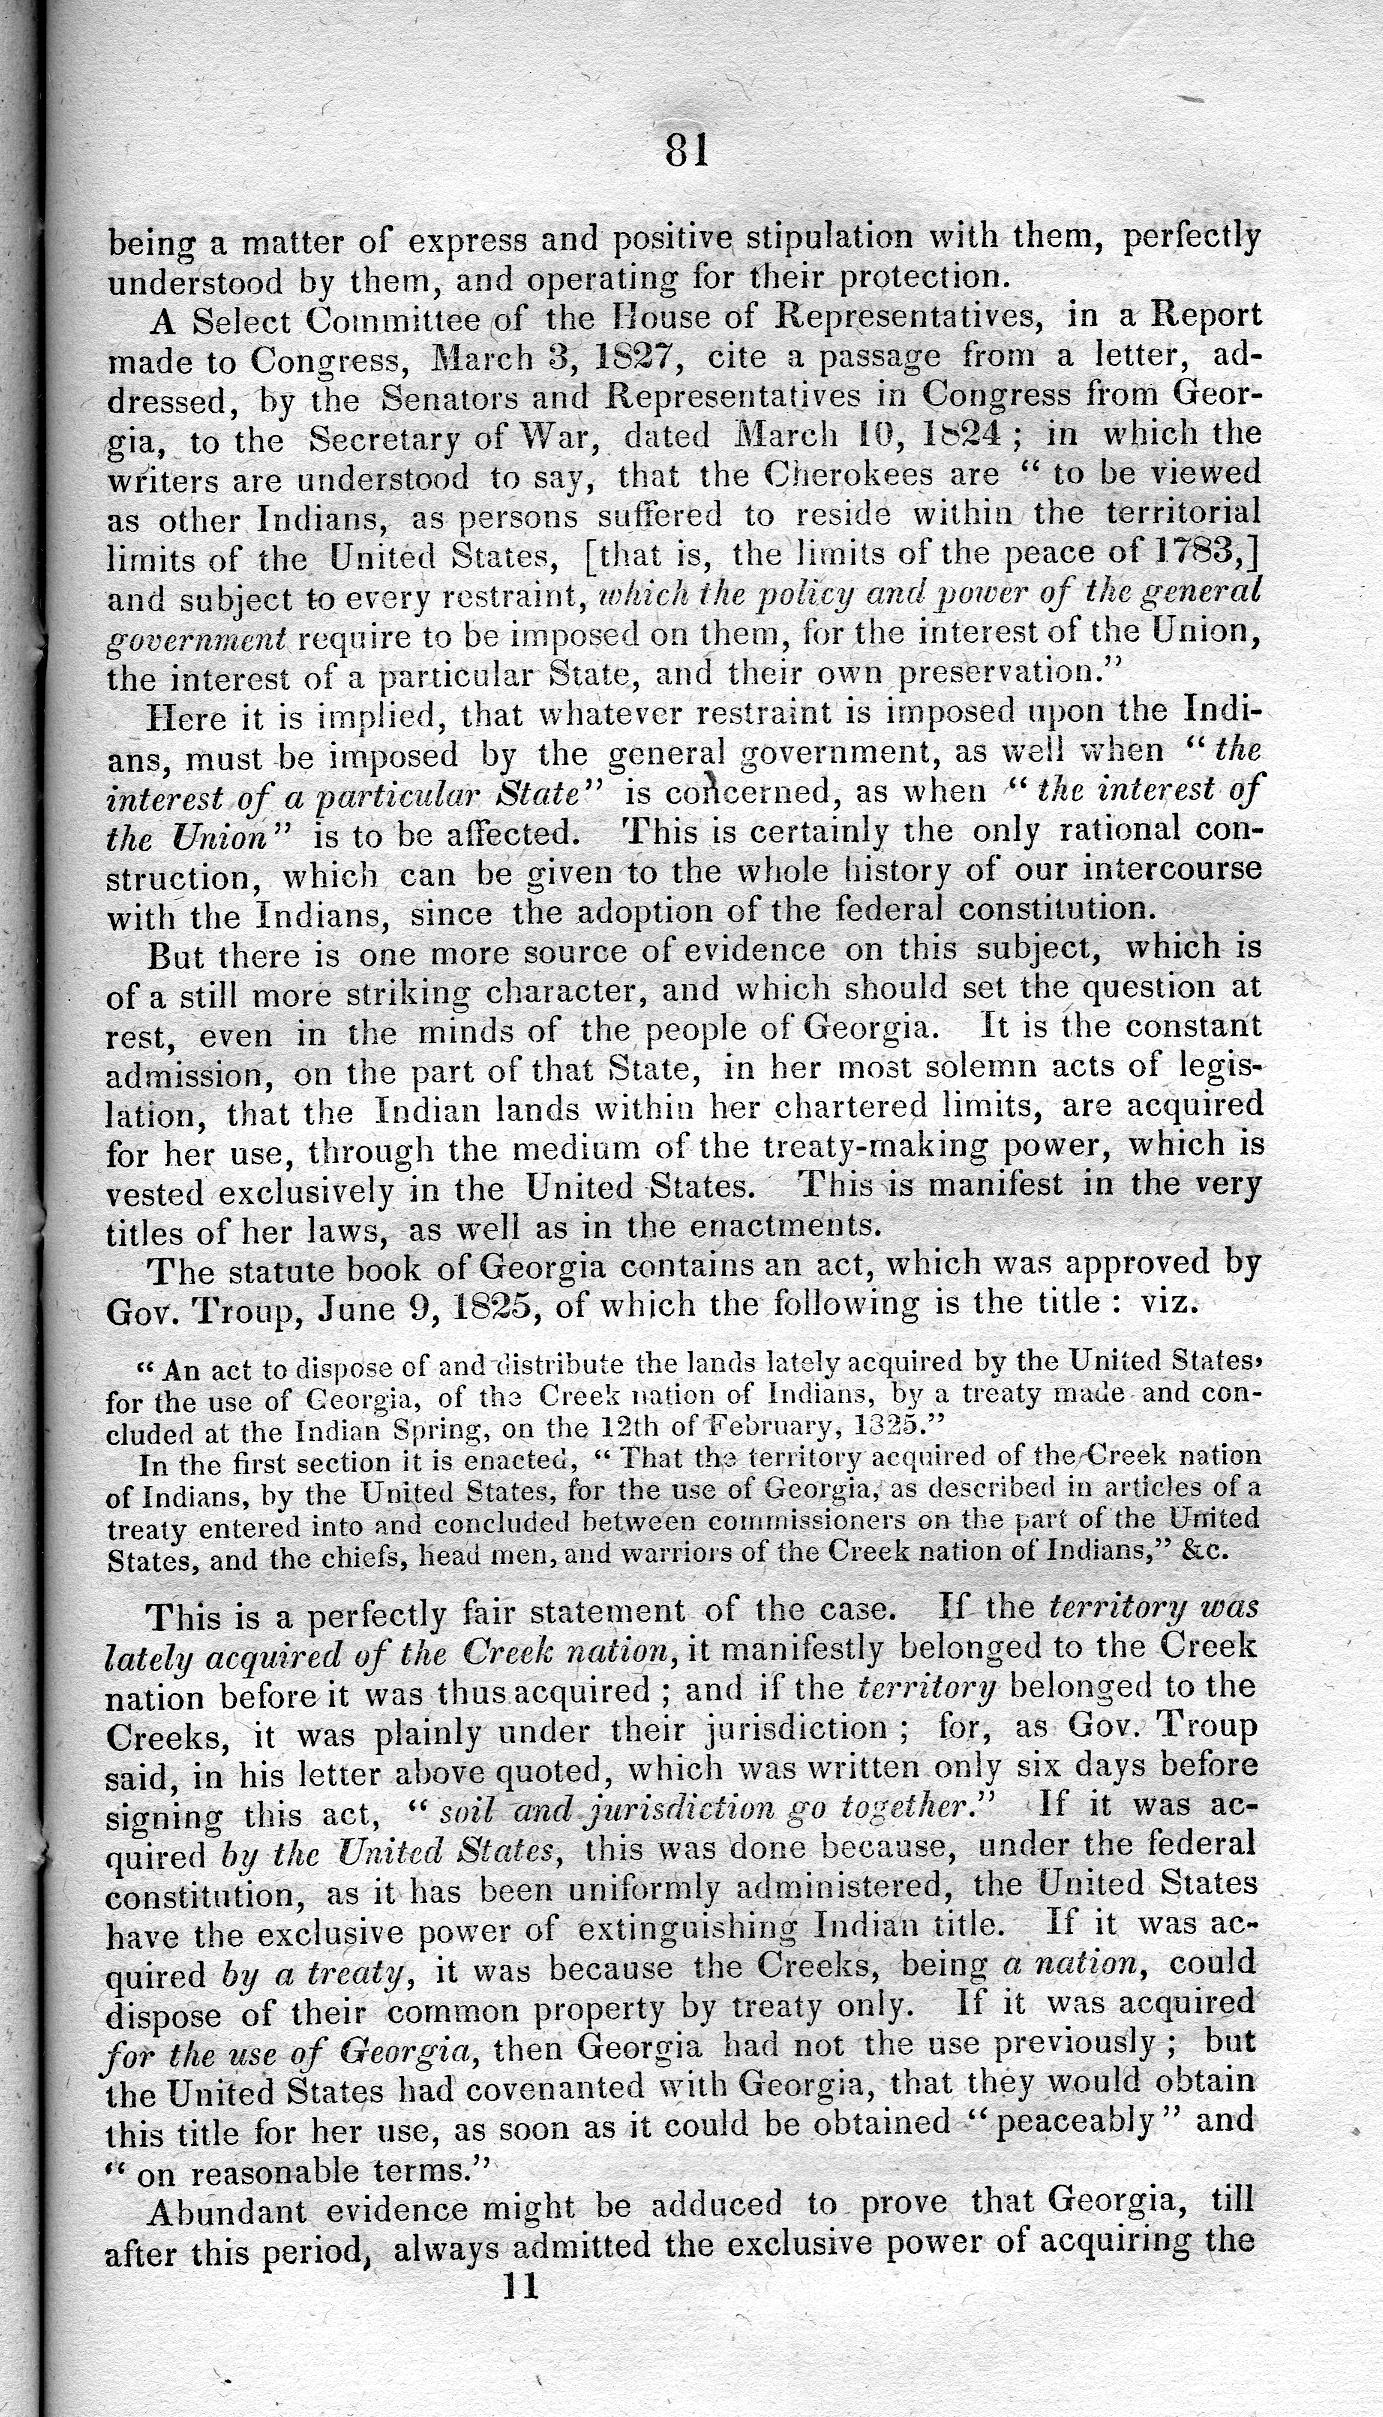 81
being a matter of express and positive stipulation with them, perfectly
understood by them, and operating for their protection.
A Select Committee of the House of Representatives, in a Report
made to Congress, March 3, 1827, cite a passage from a letter, ad-
dressed, by the Senators and Representatives in Congress from Geor-
gia, to the Secretary of War, dated March 10, 1824; in which the
writers are understood to say, that the Cherokees are “to be viewed
as other Indians, as persons suffered to reside within the territorial
limits of the United States, [that is, the limits of the peace of 1783,]
and subject to every restraint, which the policy and power of the general
government require to be imposed on them, for the interest of the Union,
the interest of a particular State, and their own preservation.”
Here it is implied, that whatever restraint is imposed upon the Indi-
ans, must be imposed by the general government, as well when “the
interest of a particular State” is concerned, as when “the interest of
the Union” is to be affected. This is certainly the only rational con-
struction, which can be given to the whole history of our intercourse
with the Indians, since the adoption of the federal constitution.
But there is one more source of evidence on this subject, which is
of a still more striking character, and which should set the question at
rest, even in the minds of the people of Georgia. It is the constant
admission, on the part of that State, in her most solemn acts of legis-
lation, that the Indian lands within her chartered limits, are acquired
for her use, through the medium of the treaty-making power, which is
vested exclusively in the United States. This is manifest in the very
titles of her laws, as well as in the enactments.
The statute book of Georgia contains an act, which was approved by
Gov. Troup, June 9, 1825, of which the following is the title: viz.
“An act to dispose of and distribute the lands lately acquired by the United States,
for the use of Georgia, of the Creek nation of Indians, by a treaty made and con-
cluded at the Indian Spring, on the 12th of February, 1825.”
In the first section it is enacted, “That the territory acquired of the Creek nation
of Indians, by the United States, for the use of Georgia, as described in articles of a
treaty entered into and concluded between commissioners on the part of the United
States, and the chiefs, head men, and warriors of the Creek nation of Indians,” &c.
This is a perfectly fair statement of the case. If the territory was
lately acquired of the Creek nation, it manifestly belonged to the Creek
nation before it was thus acquired; and if the territory belonged to the
Creeks, it was plainly under their jurisdiction; for, as Gov. Troup
said, in his letter above quoted, which was written only six days before
signing this act, “soil and jurisdiction go together.” If it was ac-
quired by the United States, this was done because, under the federal
constitution, as it has been uniformly administered, the United States
have the exclusive power of extinguishing Indian title. If it was ac-
quired by a treaty, it was because the Creeks, being a nation, could
dispose of their common property by treaty only. If it was acquired
for the use of Georgia, then Georgia had not the use previously; but
the United States had covenanted with Georgia, that they would obtain
this title for her use, as soon as it could be obtained “peaceably” and
“on reasonable terms.”
Abundant evidence might be adduced to prove that Georgia, till
after this period, always admitted the exclusive power of acquiring the
11